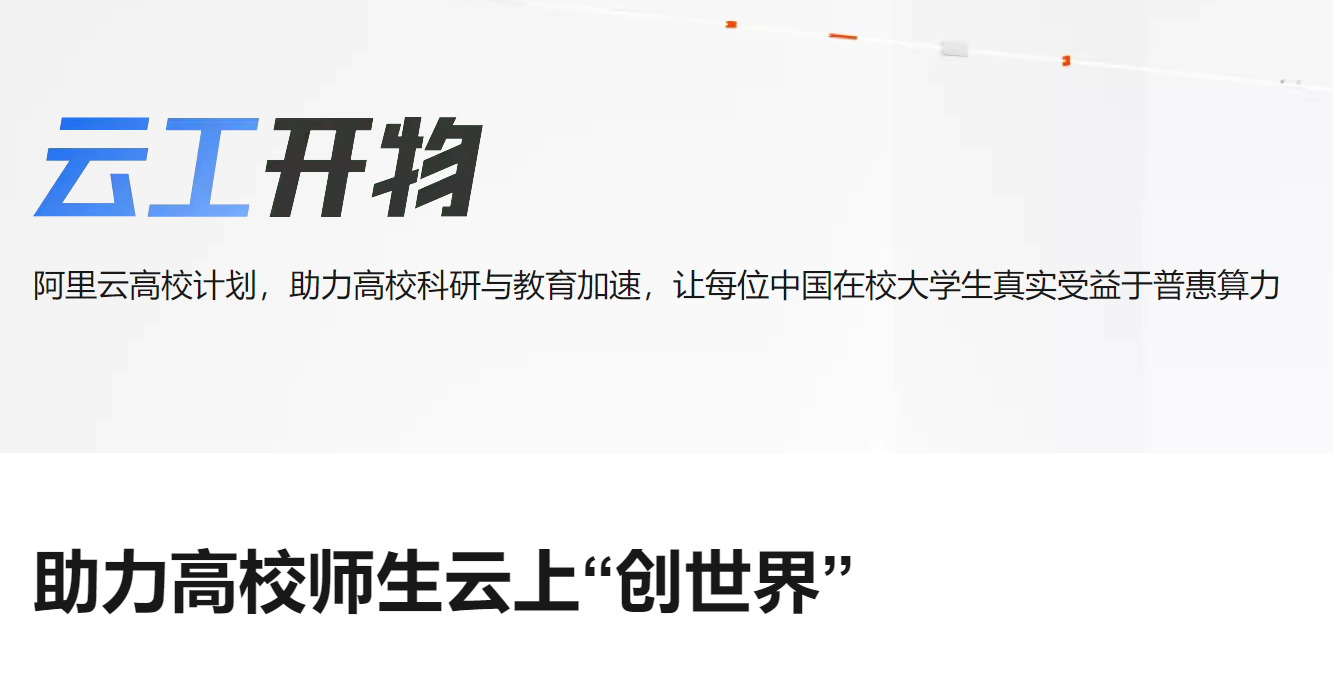 云工开物
阿里云高校计划，助力高校科研与教育加速，让每位中国在校大学生真实受益于普惠算力
助力高校师生云上“创世界”